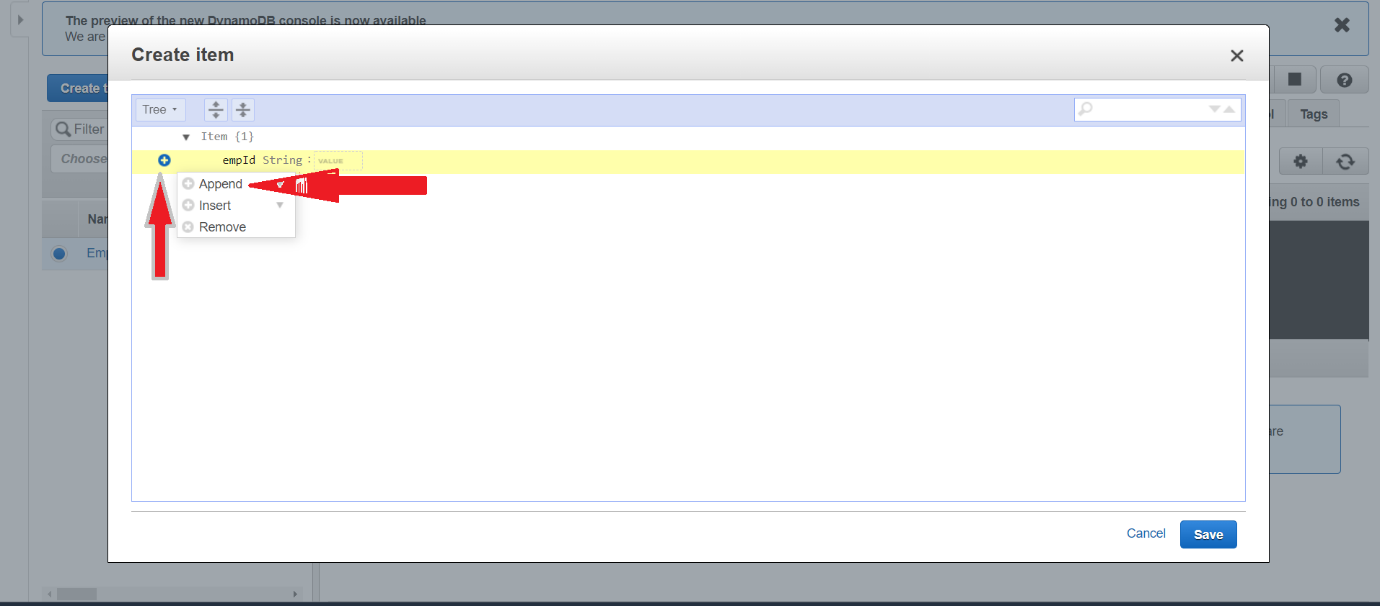 The preview of the new DynamoDB console is now available
We are
Create item
Create t
Tree
Filter
Item {1}
Tags
Choose
empId String : VALUE
Append
Insert
ing 0 to 0 items
Nar
Remove
Emp
are
Cancel
Save